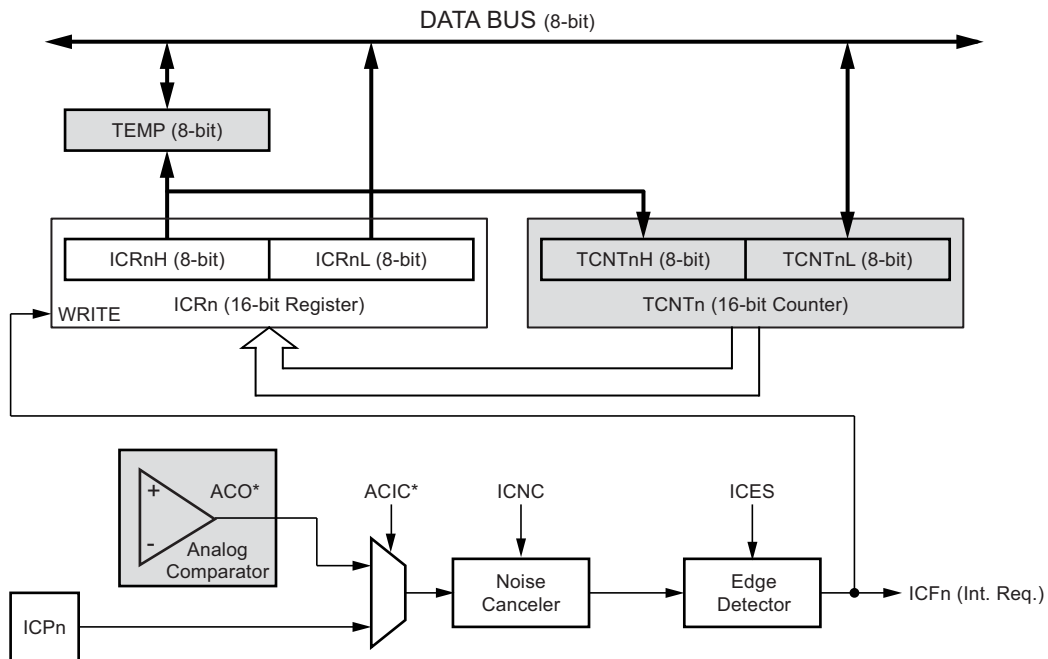 DATA BUS (8-bit)
TEMP (8-bit)
ICRnH (8-bit)
ICRnL (8-bit)
TCNTnH (8-bit)
TCNTnL (8-bit)
WRITE
ICRn (16-bit Register)
TCNTn (16-bit Counter)
+
ACO*
-
Analog
Comparator
ACIC*
ICNC
ICES
Noise
Canceler
Edge
Detector
ICFn (Int. Req.)
ICPn